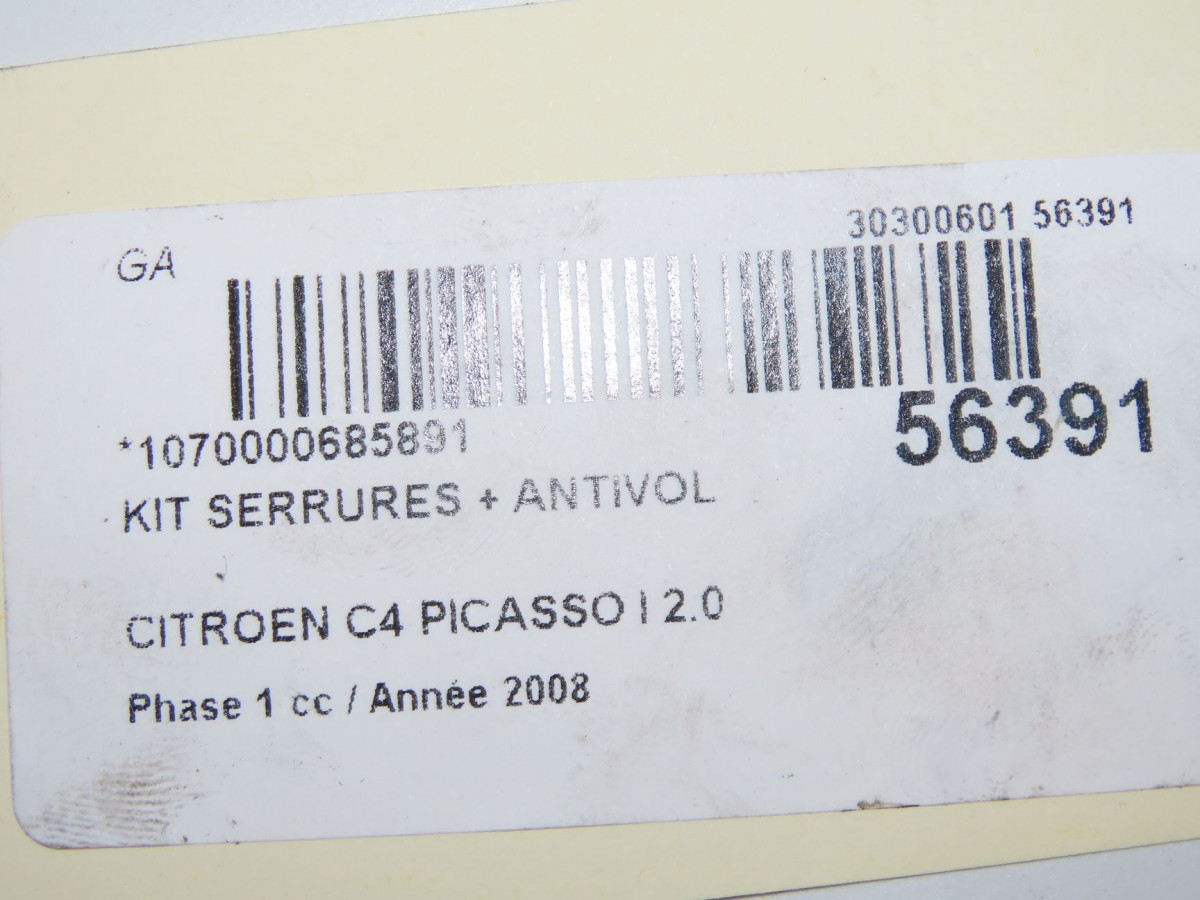 30300601 56391
GA
56391
*1070000685891
KIT SERRURES + ANTIVOL
CITROEN C4 PICASSO I 2.0
Phase 1 cc / Année 2008